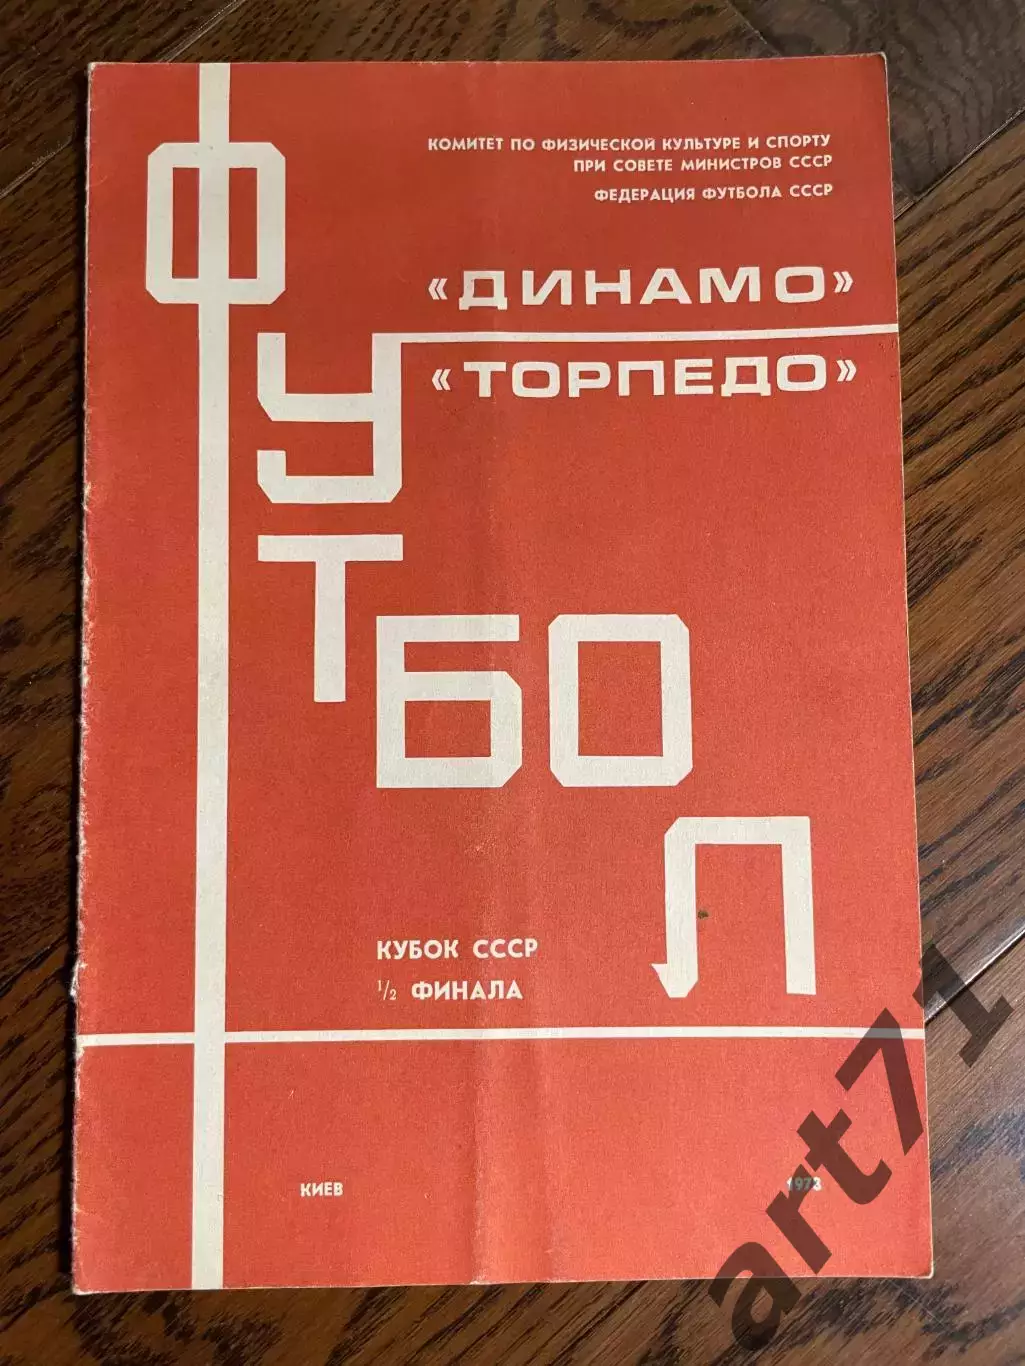 КОМИТЕТ ПО ФИЗИЧЕСКОЙ КУЛЬТУРЕ И СПОРТУ
ПРИ СОВЕТЕ МИНИСТРОВ СССР
ФЕДЕРАЦИЯ ФУТБОЛА СССР
«ДИНАМО»
«ТОРПЕДО»
ФУТБОЛ
КУБОК СССР
1/2 ФИНАЛА
КИЕВ
1973
art71